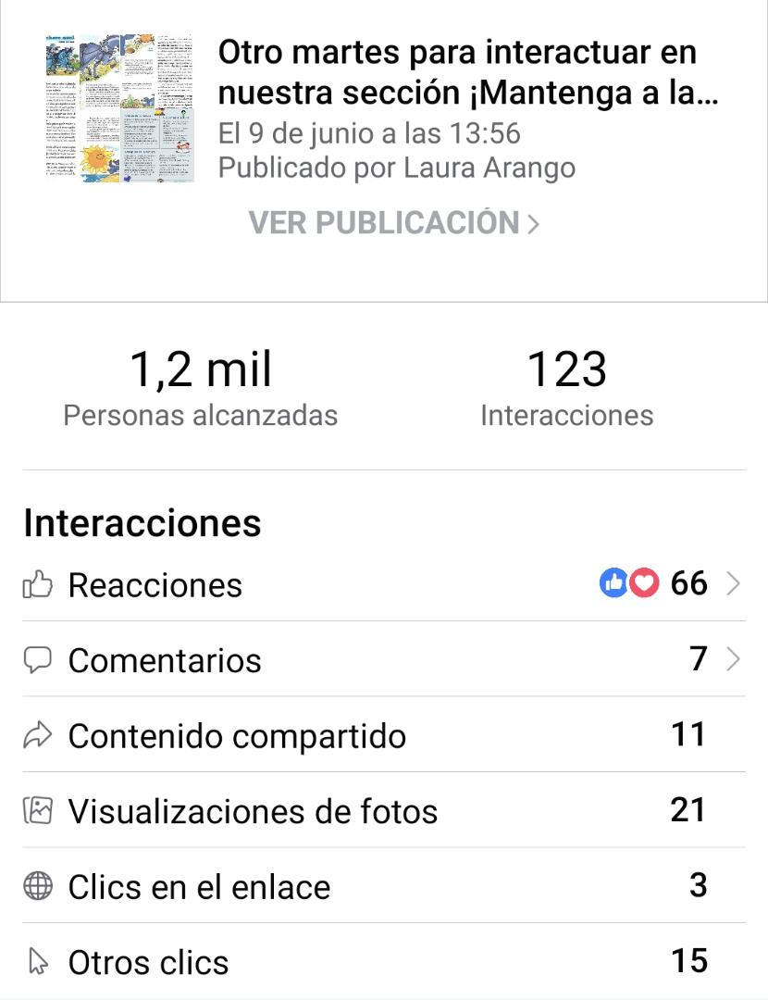 Otro martes para interactuar en
nuestra sección ¡Mantenga a la...
El 9 de junio a las 13:56
Publicado por Laura Arango
VER PUBLICACIÓN
1,2 mil
123
Personas alcanzadas
Interacciones
Interacciones
Reacciones 66
Comentarios 7
Contenido compartido 11
Visualizaciones de fotos 21
Clics en el enlace 3
Otros clics 15